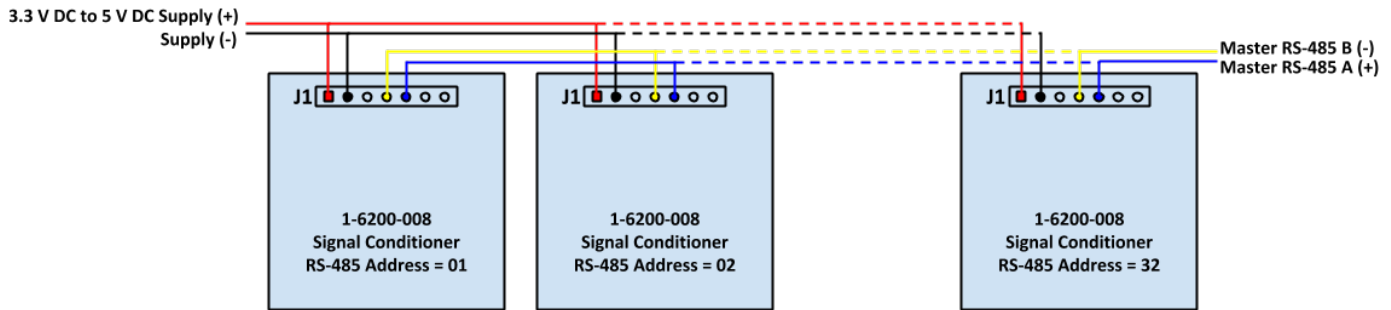 3.3 V DC to 5 V DC Supply (+)
Supply (-)
Master RS-485 B (-)
Master RS-485 A (+)
J1
J1
J1
1-6200-008
Signal Conditioner
RS-485 Address = 01
1-6200-008
Signal Conditioner
RS-485 Address = 02
1-6200-008
Signal Conditioner
RS-485 Address = 32